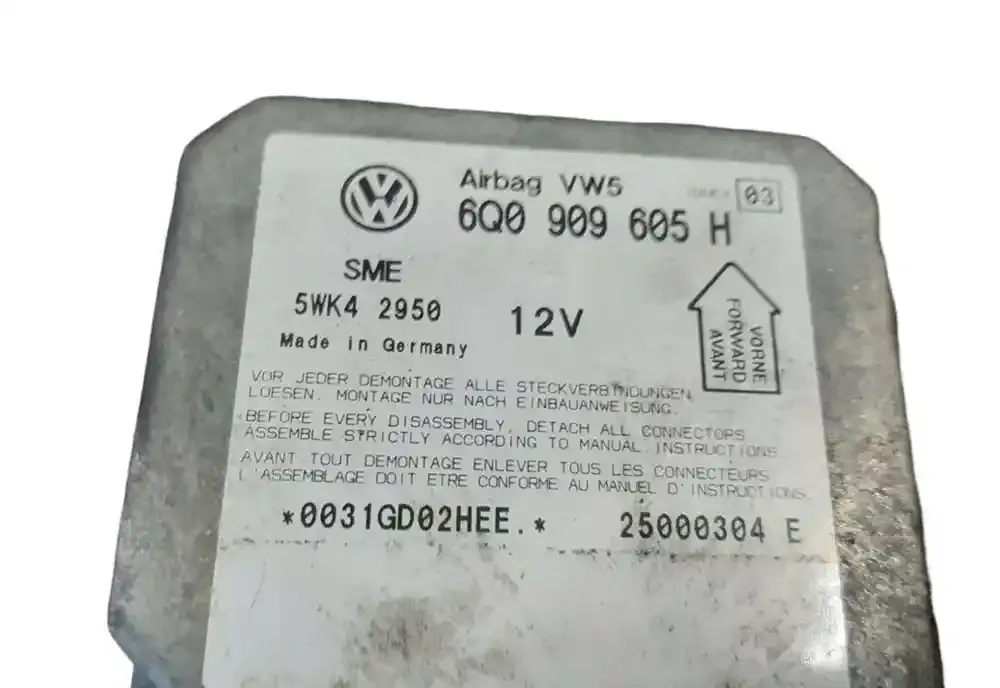 Airbag VW5
03
6Q0 909 605 H
SME
5WK4 2950
12V
Made in Germany
VORNE
FORWARD
AVANT
VOR JEDER DEMONTAGE ALLE STECKVERBINDUNGEN
LOESEN. MONTAGE NUR NACH EINBAUANWEISUNG.
BEFORE EVERY DISASSEMBLY, DETACH ALL CONNECTORS
ASSEMBLE STRICTLY ACCORDING TO MANUAL INSTRUCTIONS
AVANT TOUT DEMONTAGE ENLEVER TOUS LES CONNECTEURS
L'ASSEMBLAGE DOIT ETRE CONFORME AU MANUEL D'INSTRUCTIONS.
*0031GD02HEE.*
25000304 E